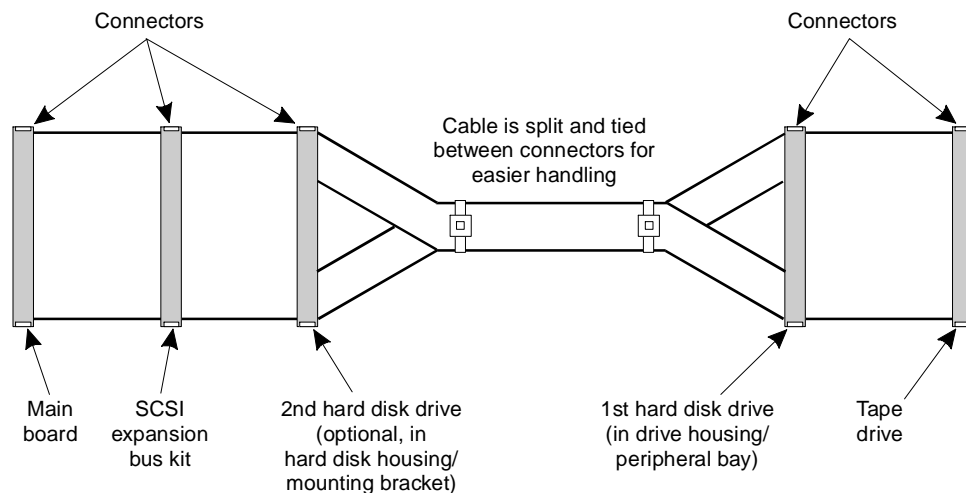 Connectors
Connectors
Cable is split and tied
between connectors for
easier handling
Main
board
SCSI
expansion
bus kit
2nd hard disk drive
(optional, in
hard disk housing/
mounting bracket)
1st hard disk drive
(in drive housing/
peripheral bay)
Tape
drive